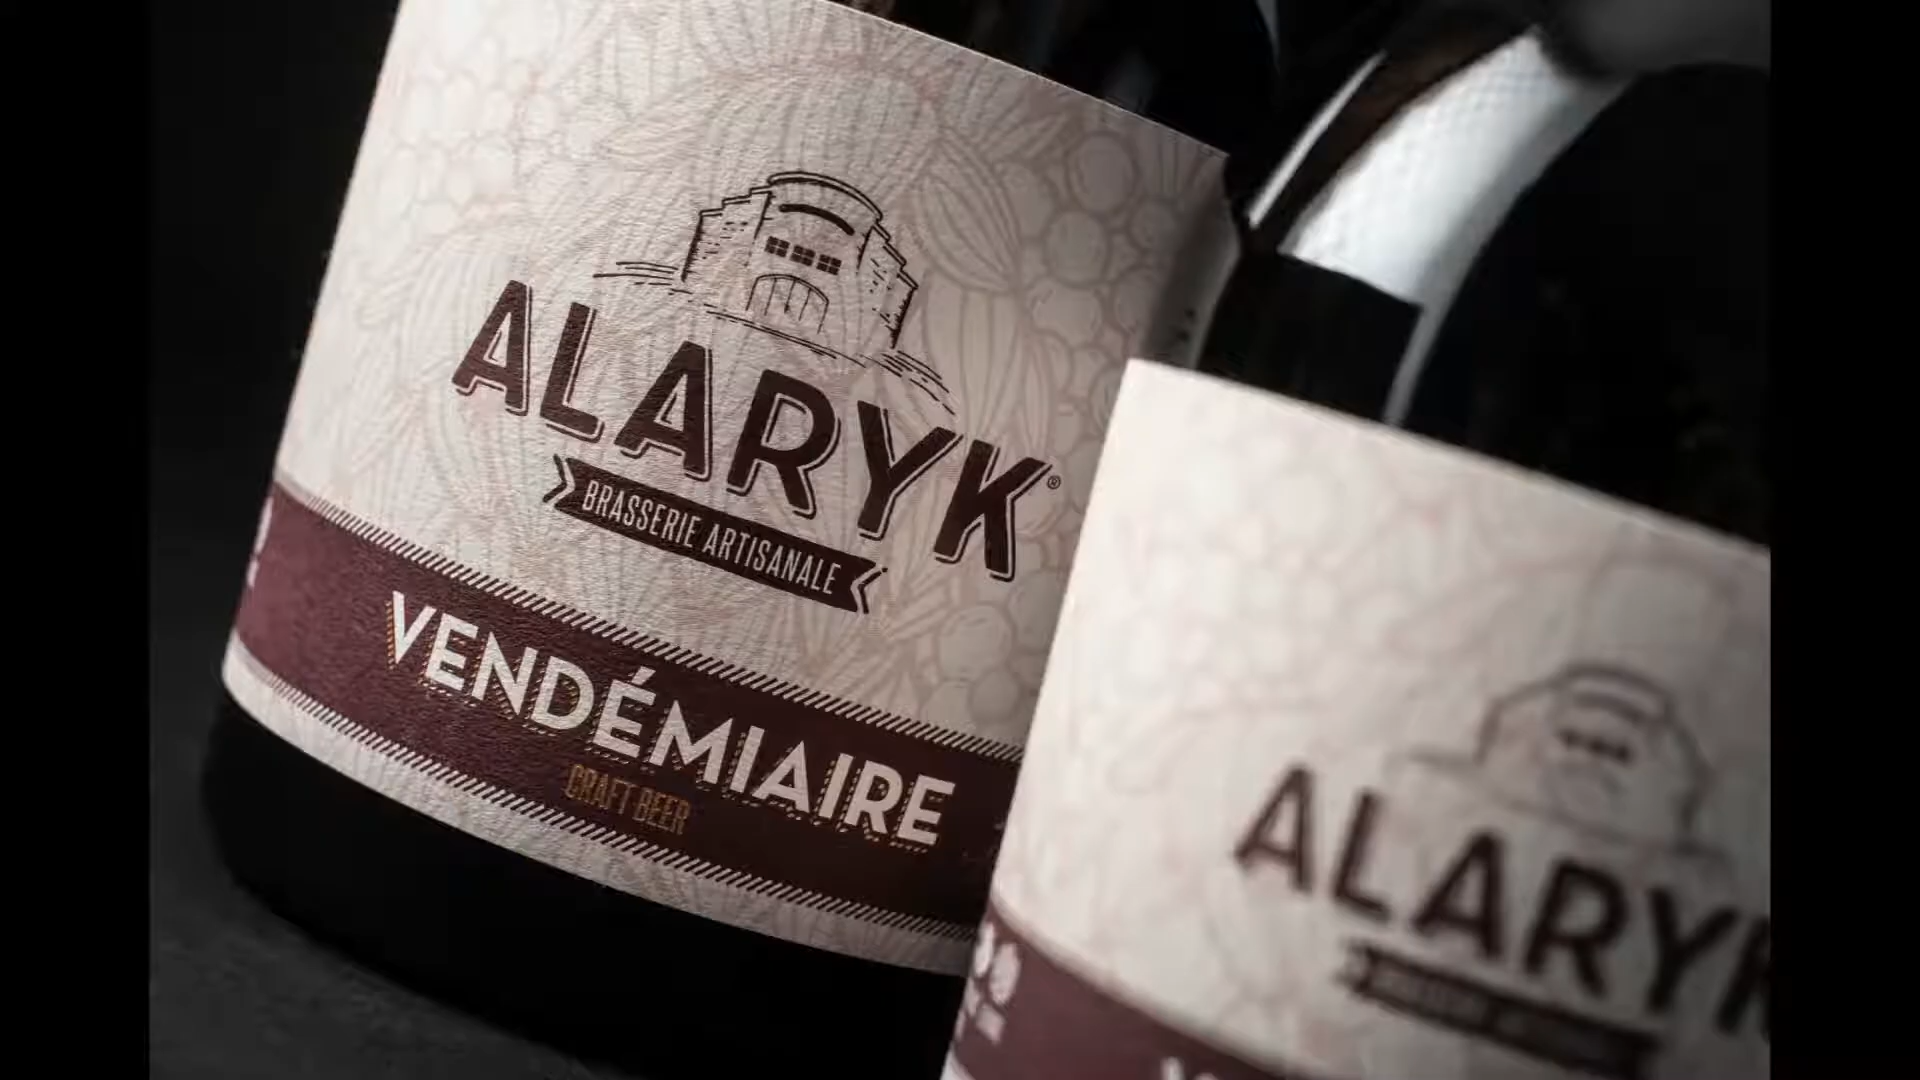 ALARYK®
BRASSERIE ARTISANALE
VENDÉMIAIRE
CRAFT BEER
ALARYK